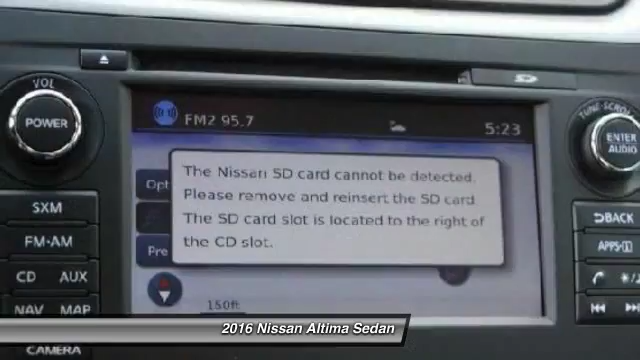 VOL
POWER
SD
TUNE·SCROLL
ENTER
AUDIO
FM2 95.7
5:23
The Nissan SD card cannot be detected.
Please remove and reinsert the SD card
The SD card slot is located to the right of
the CD slot.
Opt
Pre
150ft
SXM
FM·AM
CD AUX
NAV MAP
CAMERA
BACK
APPS·i
2016 Nissan Altima Sedan